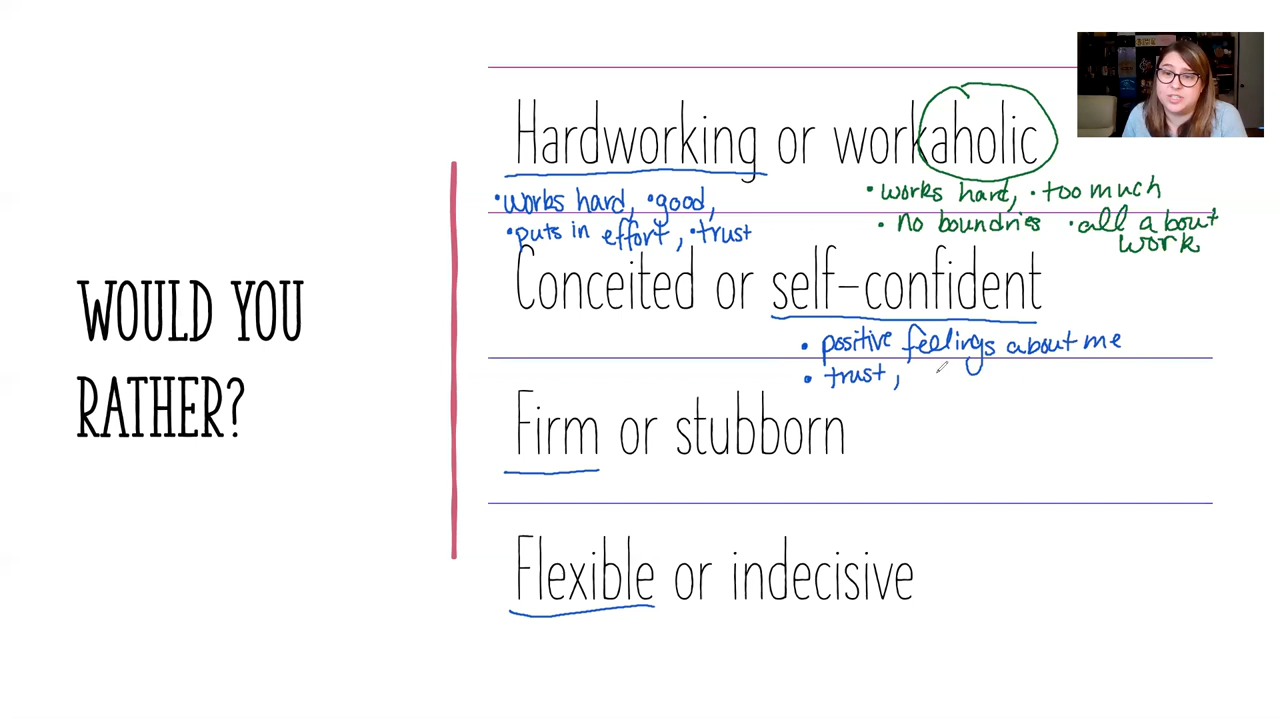 WOULD YOU
RATHER?
Hardworking or workaholic
•works hard, •good,
•puts in effort, •trust
•works hard, •too much
•no boundries •all about
work
Conceited or self-confident
•positive feelings about me
•trust,
Firm or stubborn
Flexible or indecisive